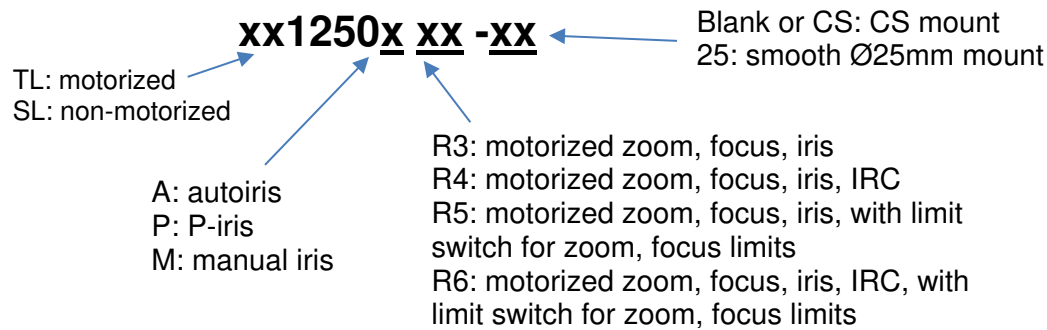 xx1250x xx -xx
Blank or CS: CS mount
25: smooth Ø25mm mount
TL: motorized
SL: non-motorized
A: autoiris
P: P-iris
M: manual iris
R3: motorized zoom, focus, iris
R4: motorized zoom, focus, iris, IRC
R5: motorized zoom, focus, iris, with limit
switch for zoom, focus limits
R6: motorized zoom, focus, iris, IRC, with
limit switch for zoom, focus limits